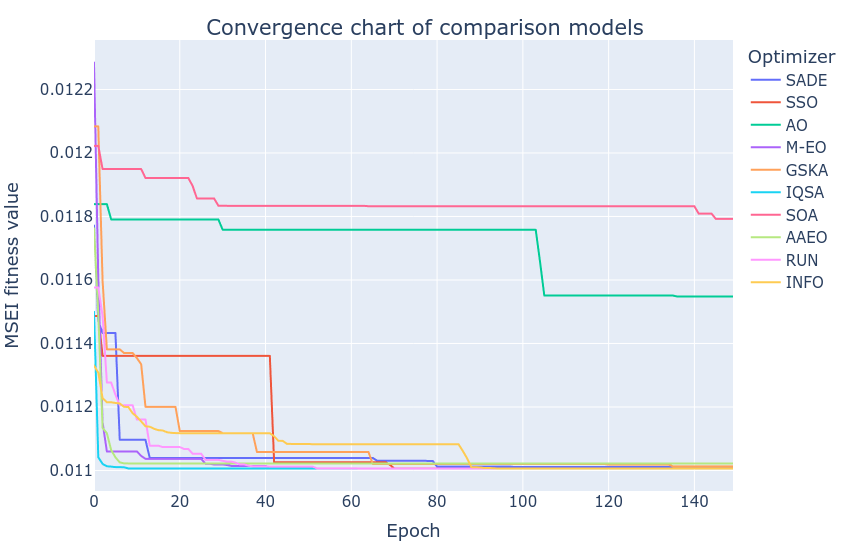 Convergence chart of comparison models
MSEI fitness value
0.0122
0.012
0.0118
0.0116
0.0114
0.0112
0.011
0
20
40
60
80
100
120
140
Epoch
Optimizer
SADE
SSO
AO
M-EO
GSKA
IQSA
SOA
AAEO
RUN
INFO